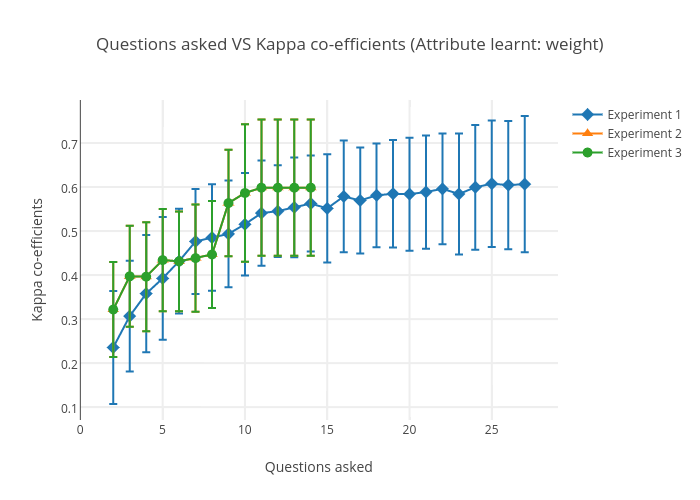 Questions asked VS Kappa co-efficients (Attribute learnt: weight)
Experiment 1
Experiment 2
Experiment 3
Kappa co-efficients
0.7
0.6
0.5
0.4
0.3
0.2
0.1
0 5 10 15 20 25
Questions asked